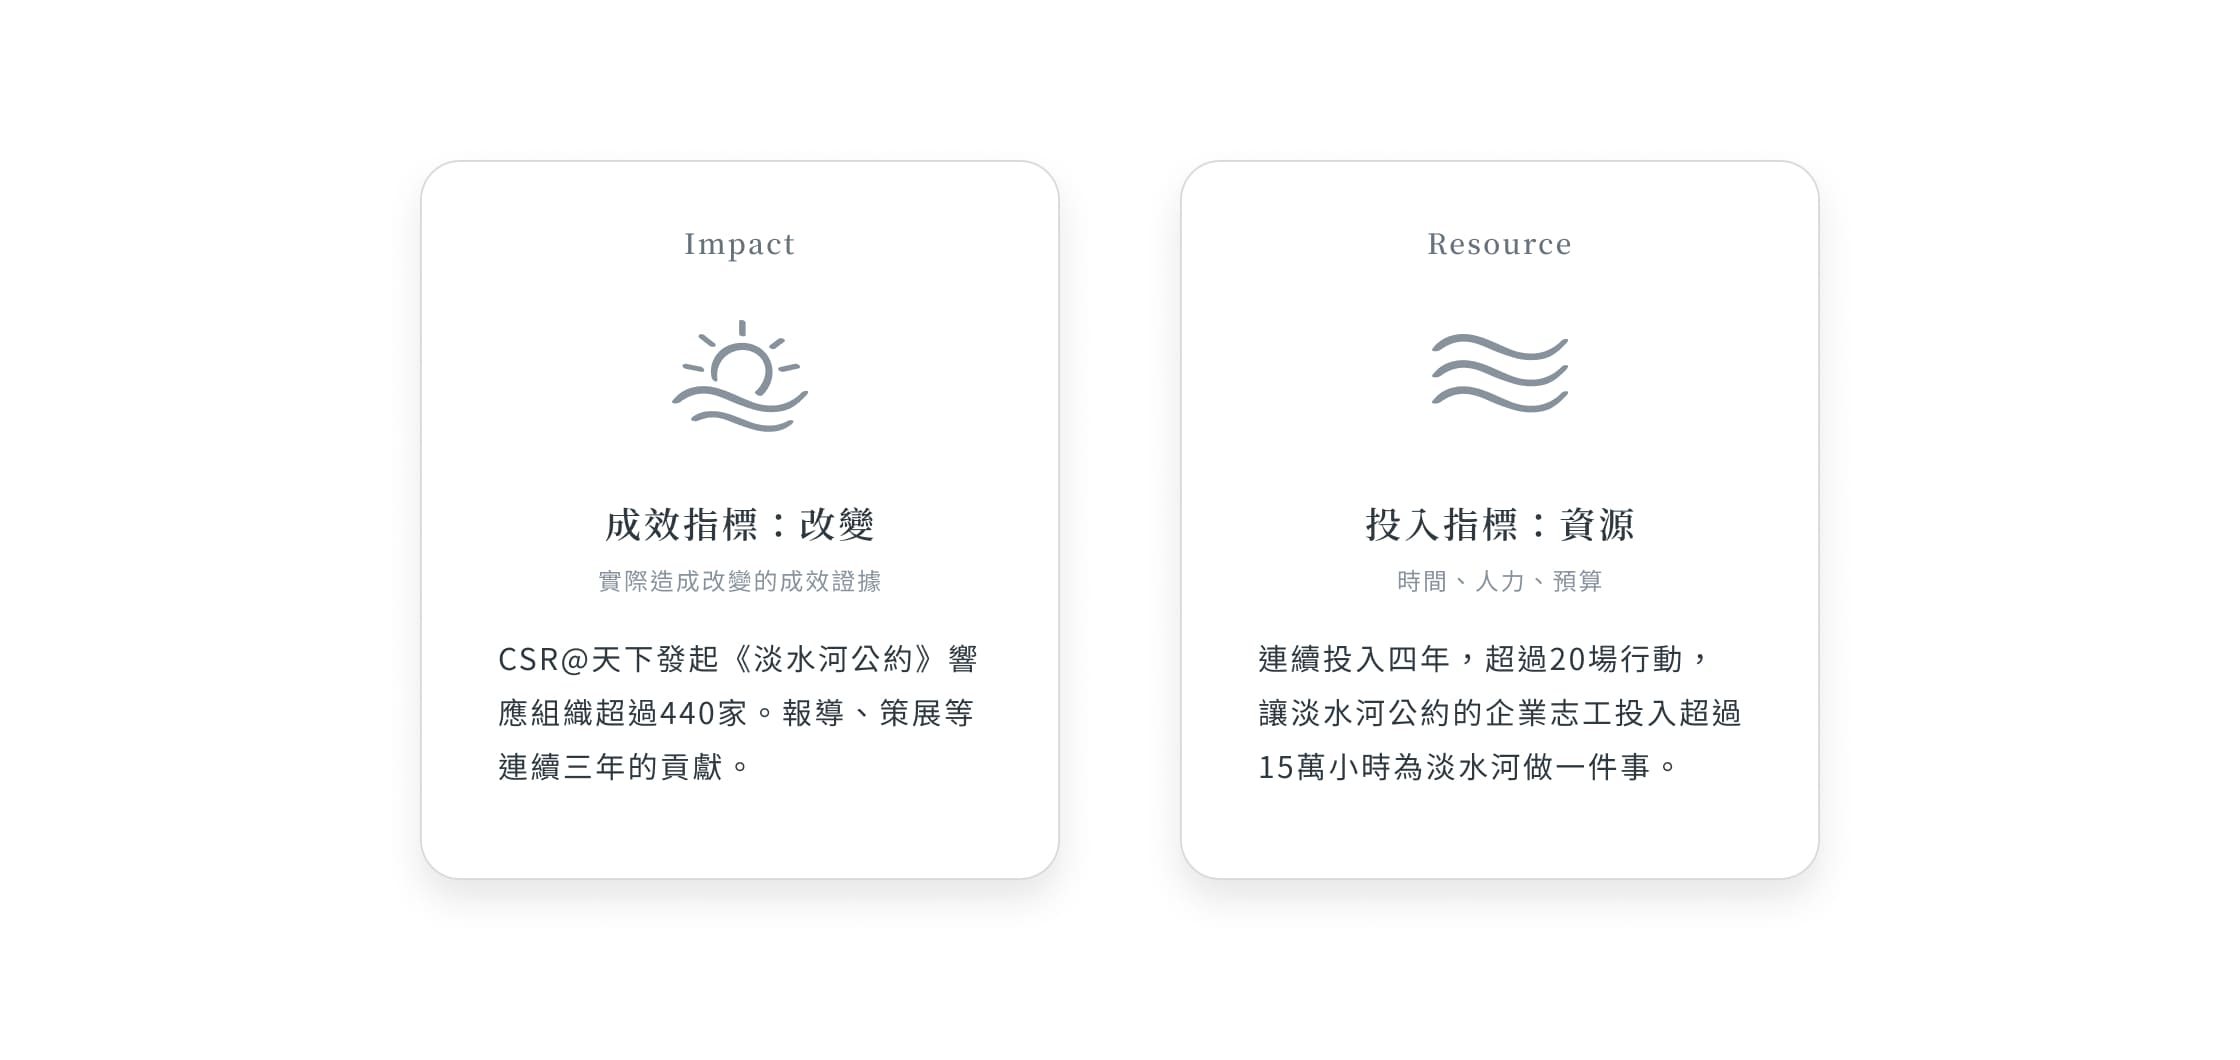 Impact
成效指標：改變
實際造成改變的成效證據
CSR@天下發起《淡水河公約》響
應組織超過440家。報導、策展等
連續三年的貢獻。
Resource
投入指標：資源
時間、人力、預算
連續投入四年，超過20場行動，
讓淡水河公約的企業志工投入超過
15萬小時為淡水河做一件事。